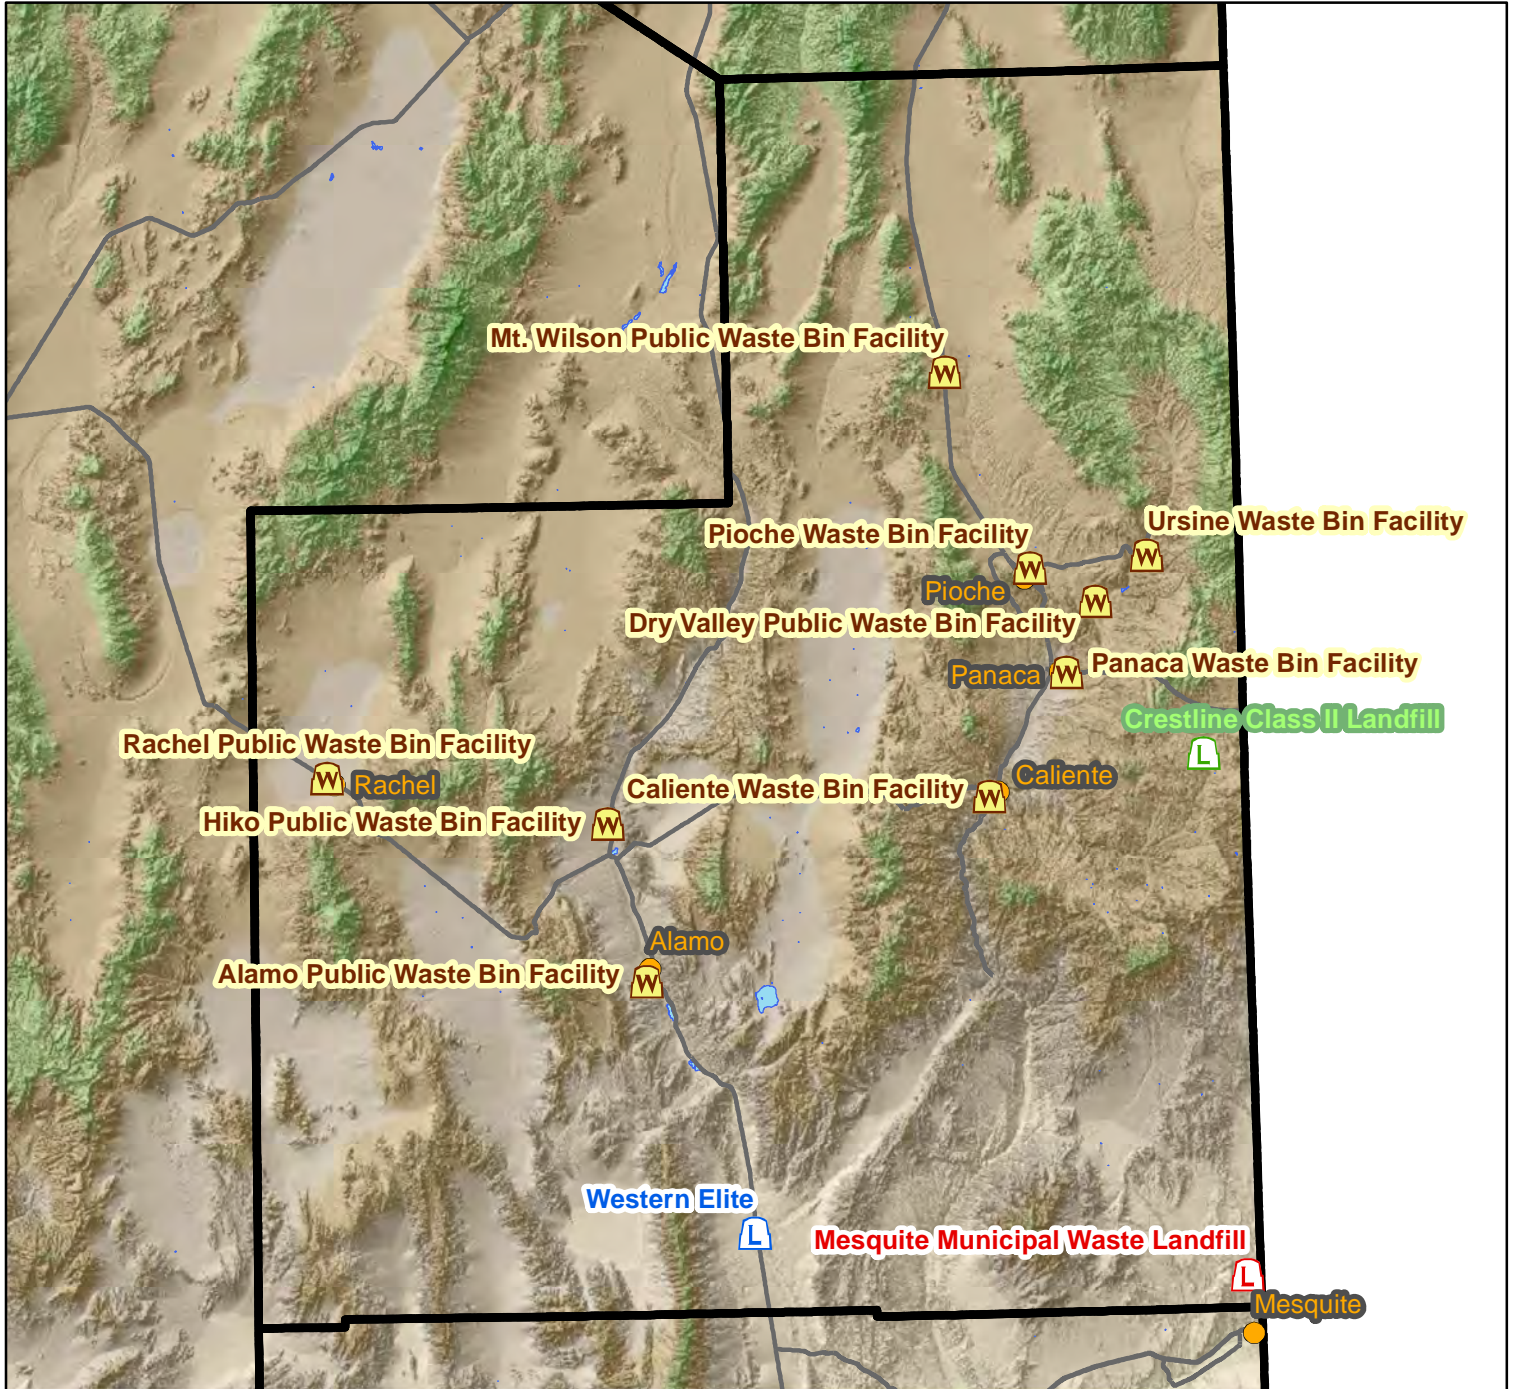 Mt. Wilson Public Waste Bin Facility
W
Ursine Waste Bin Facility
Pioche Waste Bin Facility
W
W
Pioche
W
Dry Valley Public Waste Bin Facility
Panaca
W
Panaca Waste Bin Facility
Crestline Class II Landfill
L
Rachel Public Waste Bin Facility
W
Rachel
Caliente
Caliente Waste Bin Facility
W
Hiko Public Waste Bin Facility
W
Alamo
Alamo Public Waste Bin Facility
W
Western Elite
L
Mesquite Municipal Waste Landfill
L
Mesquite